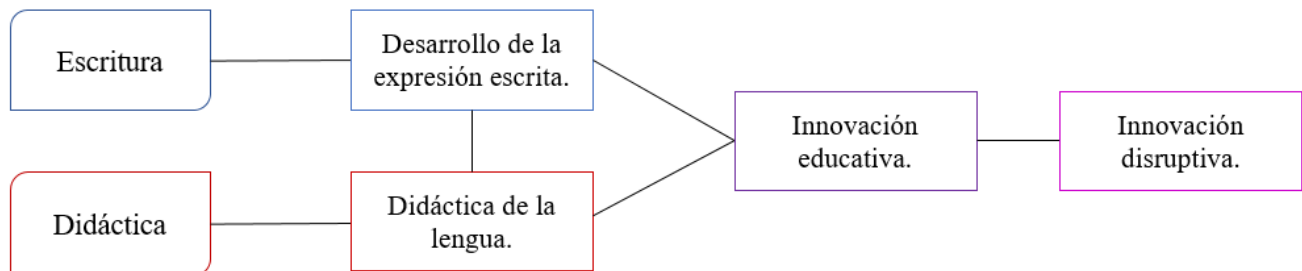 Escritura
Desarrollo de la
expresión escrita.
Innovación
educativa.
Innovación
disruptiva.
Didáctica
Didáctica de la
lengua.